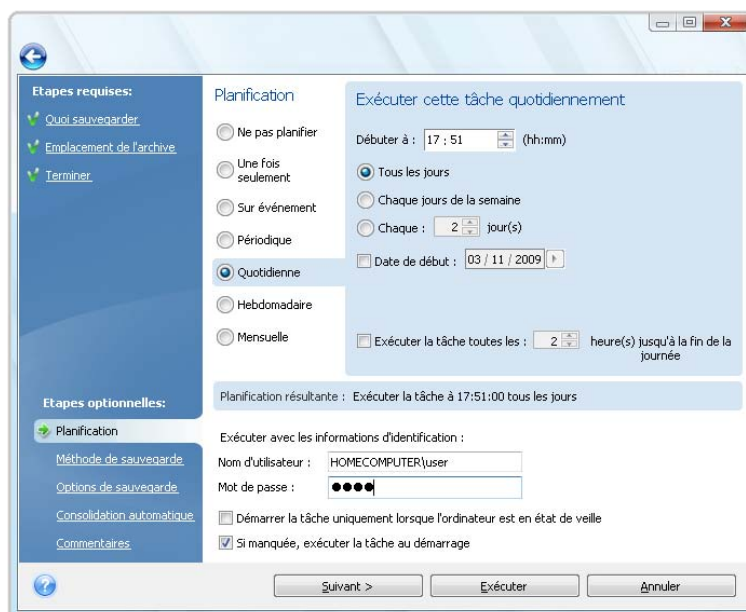 Etapes requises:
Quoi sauvegarder
Emplacement de l'archive
Terminer
Etapes optionnelles:
Planification
Méthode de sauvegarde
Options de sauvegarde
Consolidation automatique
Commentaires
Planification
Ne pas planifier
Une fois
seulement
Sur événement
Périodique
Quotidienne
Hebdomadaire
Mensuelle
Exécuter cette tâche quotidiennement
Débuter à : 17 : 51 (hh:mm)
Tous les jours
Chaque jours de la semaine
Chaque : 2 jour(s)
Date de début : 03 / 11 / 2009
Exécuter la tâche toutes les : 2 heure(s) jusqu'à la fin de la
journée
Planification résultante : Exécuter la tâche à 17:51:00 tous les jours
Exécuter avec les informations d'identification :
Nom d'utilisateur : HOMECOMPUTER\user
Mot de passe : ●●●●
Démarrer la tâche uniquement lorsque l'ordinateur est en état de veille
Si manquée, exécuter la tâche au démarrage
?
Suivant > Exécuter Annuler